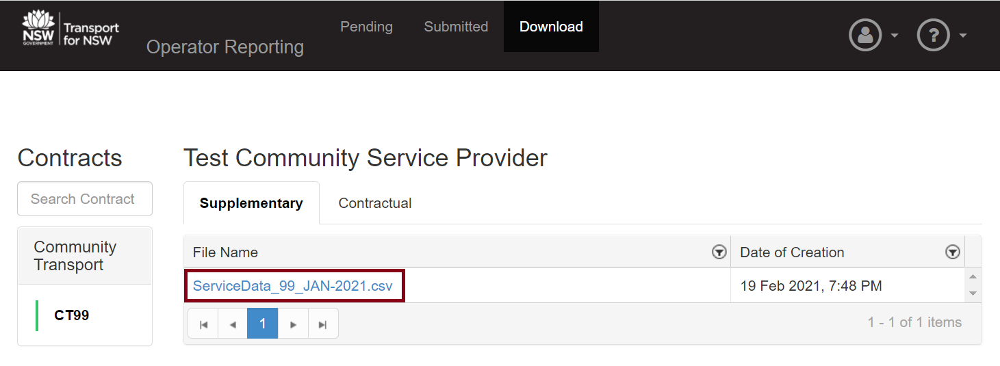 NSW
GOVERNMENT
Transport
for NSW
Operator Reporting
Pending
Submitted
Download
?
Contracts
Search Contract
Community
Transport
CT99
Test Community Service Provider
Supplementary
Contractual
File Name
Date of Creation
ServiceData_99_JAN-2021.csv
19 Feb 2021, 7:48 PM
1
1 - 1 of 1 items